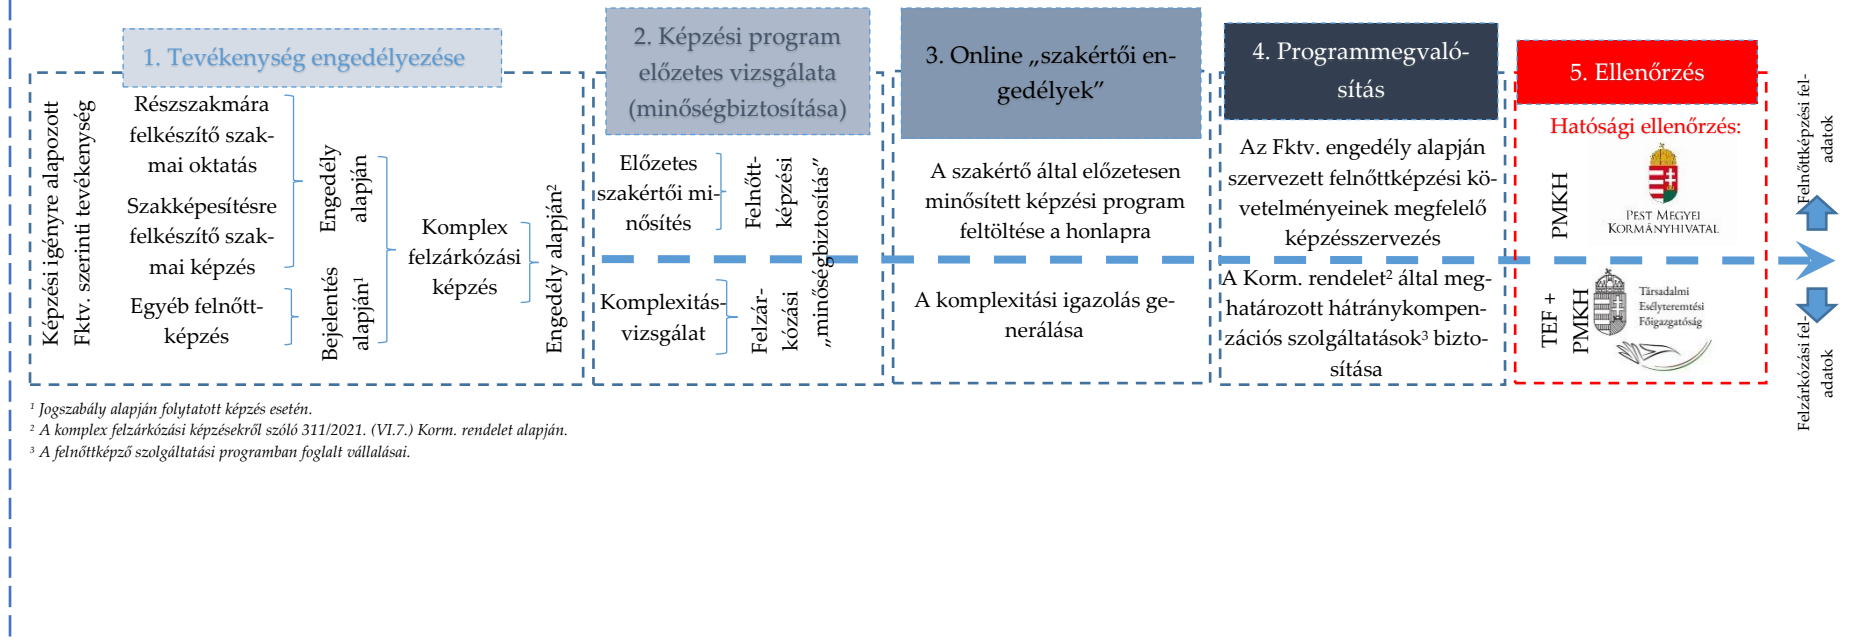 1. Tevékenység engedélyezése
Képzési igényre alapozott
Fktv. szerinti tevékenység
Részszakmára
felkészítő szak-
mai oktatás
Szakképesítésre
felkészítő szak-
mai képzés
Egyéb felnőtt-
képzés
Engedély
alapján
Bejelentés
alapján¹
Komplex
felzárkózási
képzés
Engedély alapján²
2. Képzési program
előzetes vizsgálata
(minőségbiztosítása)
Előzetes
szakértői mi-
nősítés
Felnőtt-
képzési
Komplexitás-
vizsgálat
Felzár-
kózási
„minőségbiztosítás”
3. Online „szakértői en-
gedélyek”
A szakértő által előzetesen
minősített képzési program
feltöltése a honlapra
A komplexitási igazolás ge-
nerálása
4. Programmegvaló-
sítás
Az Fktv. engedély alapján
szervezett felnőttképzési kö-
vetelményeinek megfelelő
képzésszervezés
A Korm. rendelet² által meg-
határozott hátránykompen-
zációs szolgáltatások³ bizto-
sítása
5. Ellenőrzés
Hatósági ellenőrzés:
PMKH
PEST MEGYEI
KORMÁNYHIVATAL
TEF +
PMKH
Társadalmi
Esélyteremtési
Főigazgatóság
Felnőttképzési fel-
adatok
Felzárkózási fel-
adatok
¹ Jogszabály alapján folytatott képzés esetén.
² A komplex felzárkózási képzésekről szóló 311/2021. (VI.7.) Korm. rendelet alapján.
³ A felnőttképző szolgáltatási programban foglalt vállalásai.